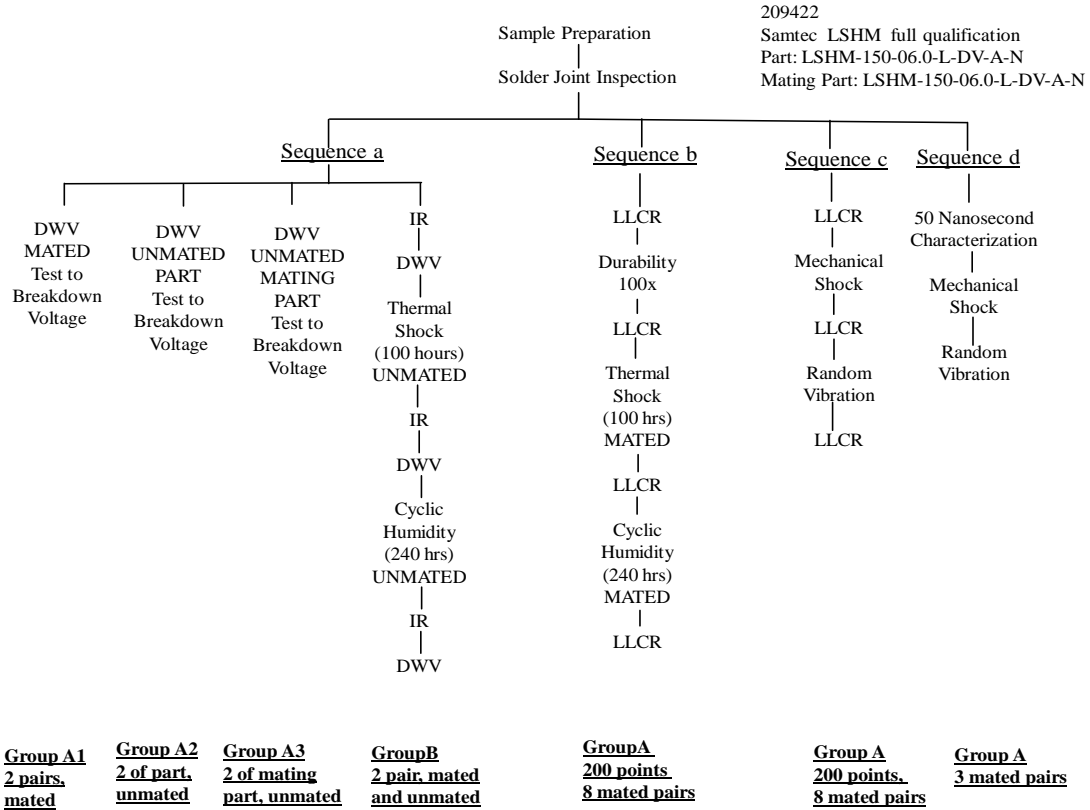 209422
Samtec LSHM full qualification
Part: LSHM-150-06.0-L-DV-A-N
Mating Part: LSHM-150-06.0-L-DV-A-N
Sample Preparation
Solder Joint Inspection
Sequence a
DWV
MATED
Test to
Breakdown
Voltage
DWV
UNMATED
PART
Test to
Breakdown
Voltage
DWV
UNMATED
MATING
PART
Test to
Breakdown
Voltage
IR
DWV
Thermal
Shock
(100 hours)
UNMATED
IR
DWV
Cyclic
Humidity
(240 hrs)
UNMATED
IR
DWV
Sequence b
LLCR
Durability
100x
LLCR
Thermal
Shock
(100 hrs)
MATED
LLCR
Cyclic
Humidity
(240 hrs)
MATED
LLCR
Sequence c
LLCR
Mechanical
Shock
LLCR
Random
Vibration
LLCR
Sequence d
50 Nanosecond
Characterization
Mechanical
Shock
Random
Vibration
Group A1
2 pairs,
mated
Group A2
2 of part,
unmated
Group A3
2 of mating
part, unmated
GroupB
2 pair, mated
and unmated
GroupA
200 points
8 mated pairs
Group A
200 points,
8 mated pairs
Group A
3 mated pairs